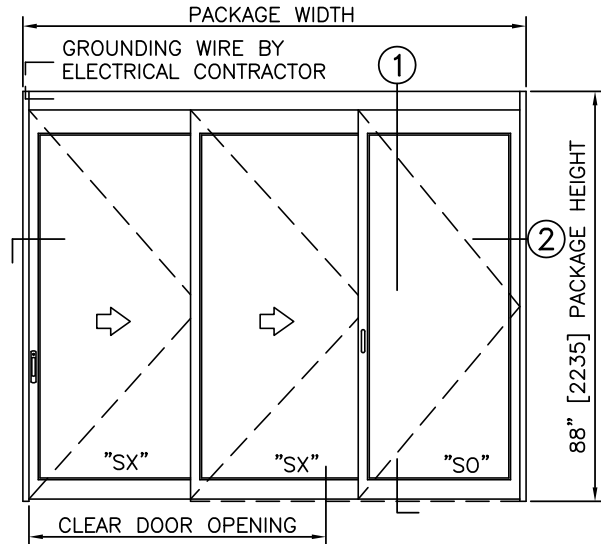 PACKAGE WIDTH
GROUNDING WIRE BY
ELECTRICAL CONTRACTOR
1
2
88” [2235] PACKAGE HEIGHT
”SX”
”SX”
”SO”
CLEAR DOOR OPENING